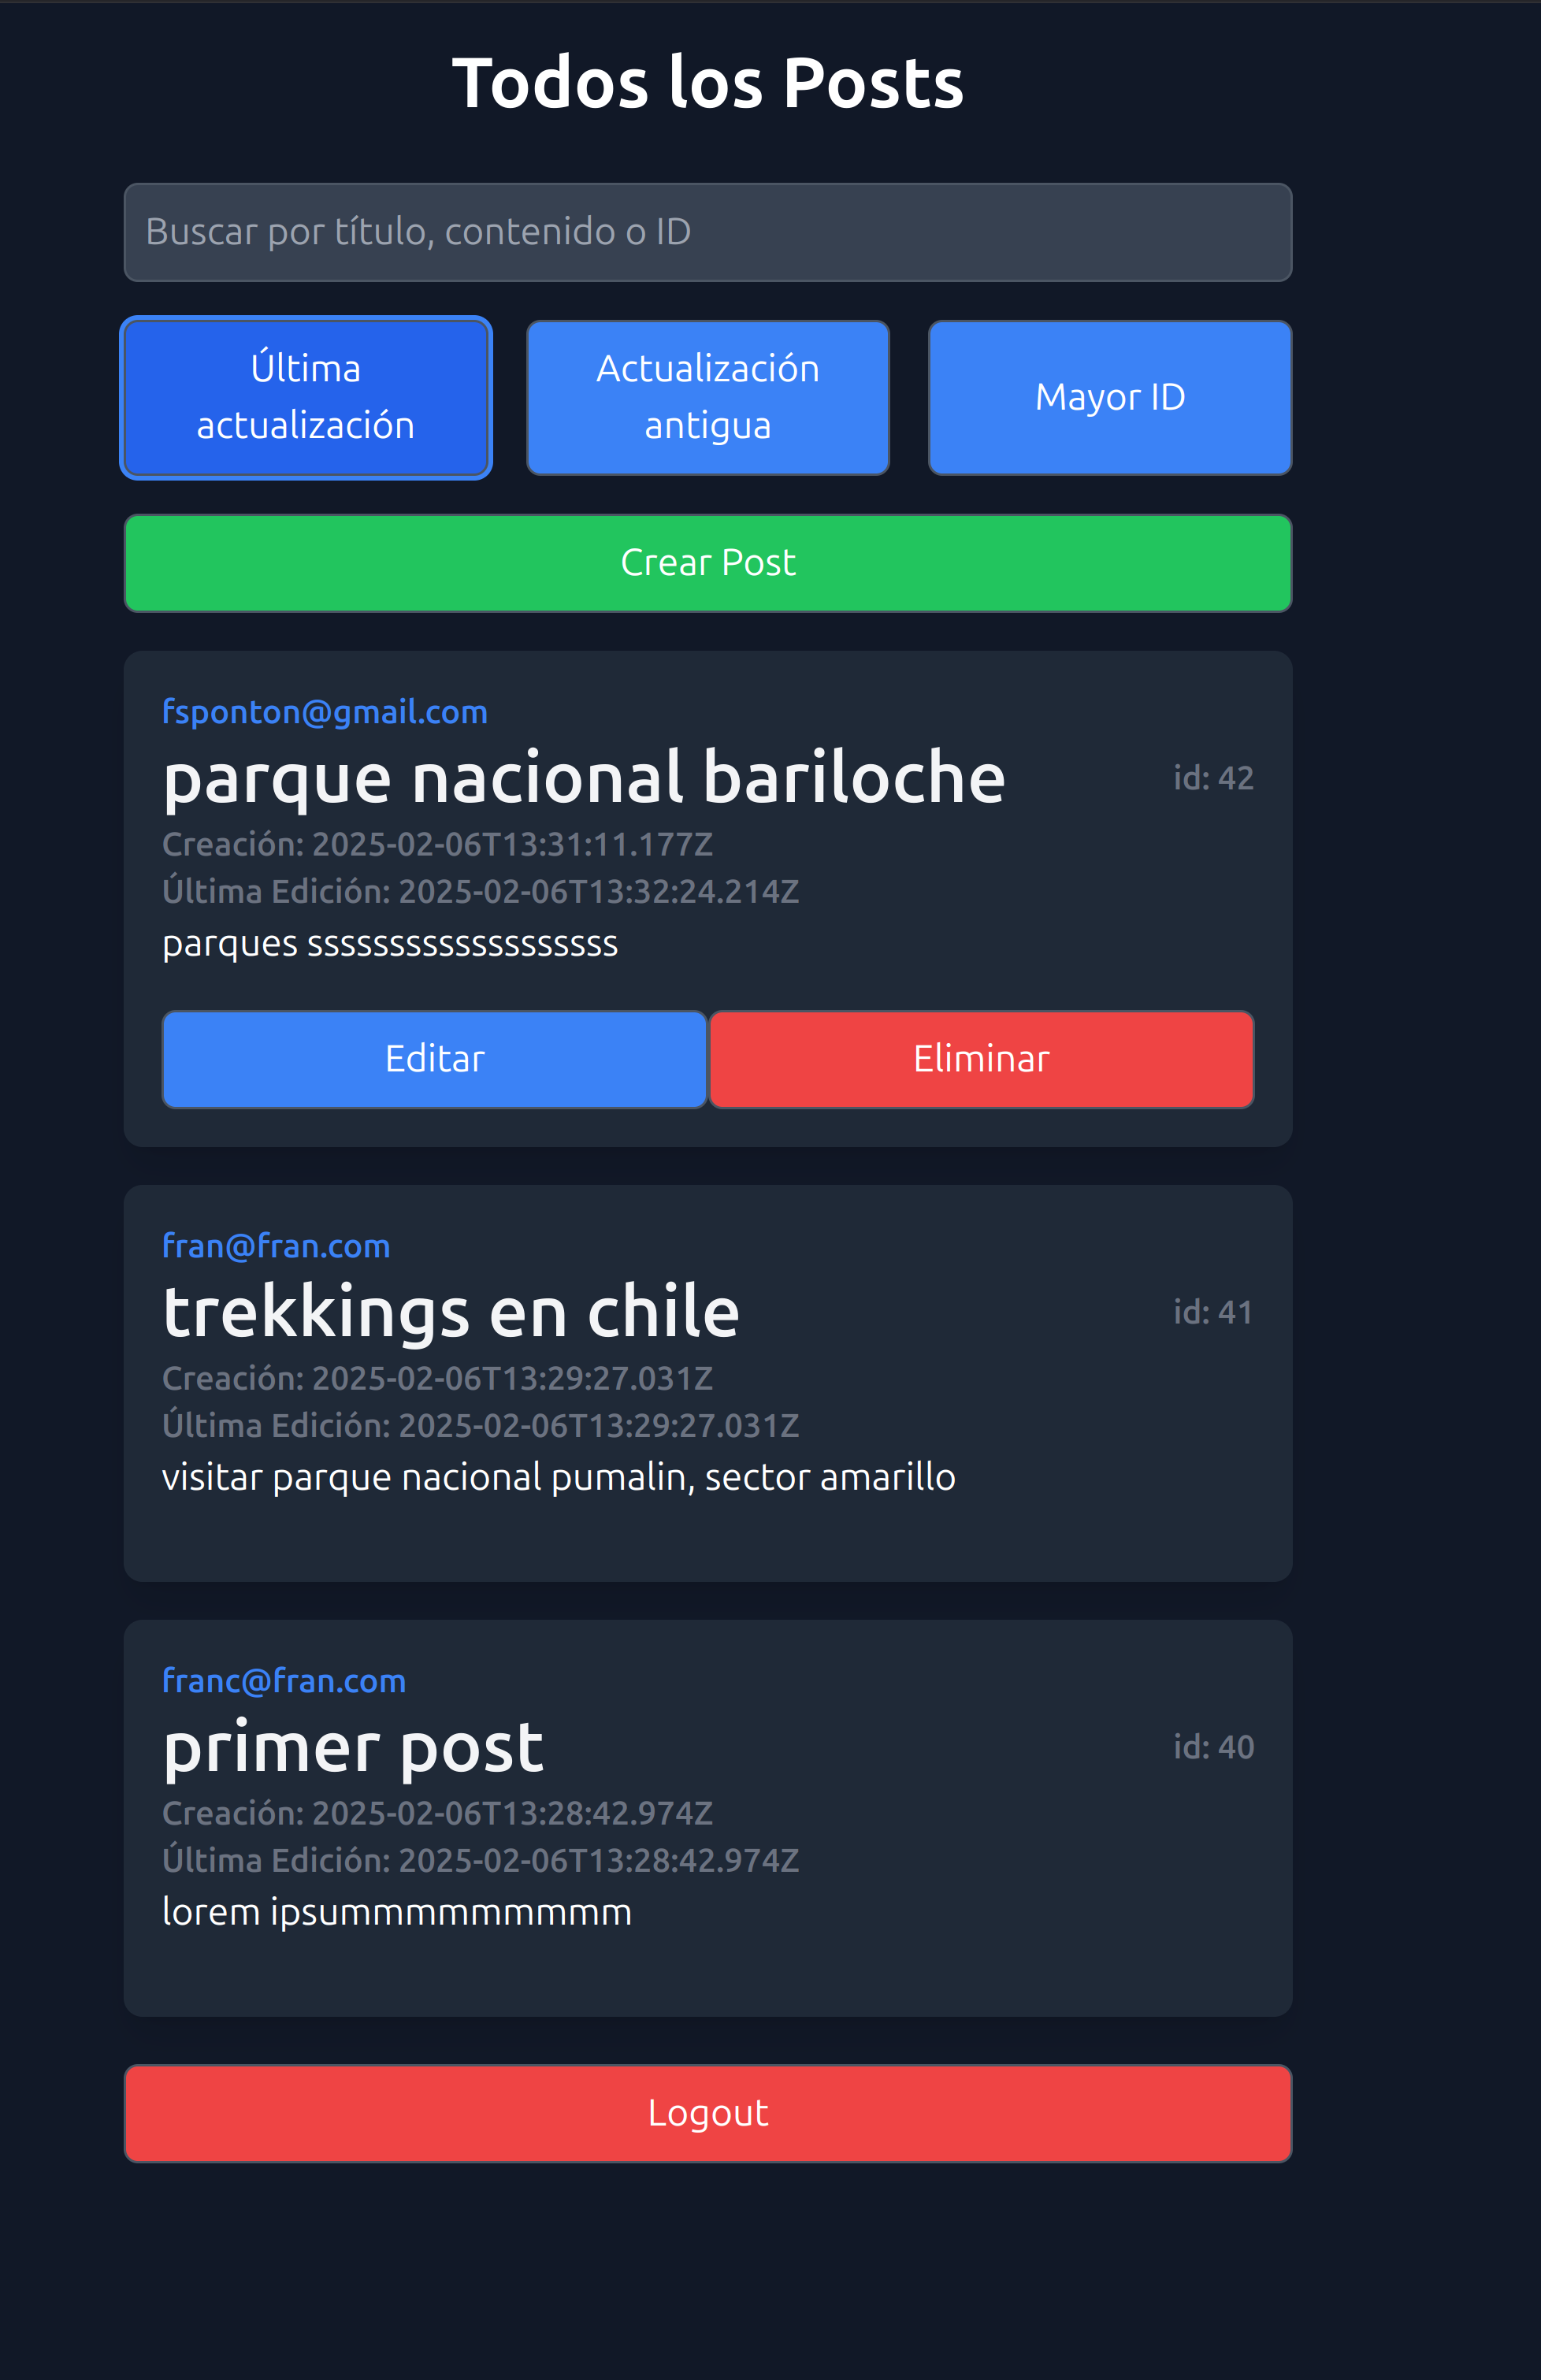 Todos los Posts
Buscar por título, contenido o ID
Última
actualización
Actualización
antigua
Mayor ID
Crear Post
fsponton@gmail.com
parque nacional bariloche
id: 42
Creación: 2025-02-06T13:31:11.177Z
Última Edición: 2025-02-06T13:32:24.214Z
parques sssssssssssssssssss
Editar
Eliminar
fran@fran.com
trekkings en chile
id: 41
Creación: 2025-02-06T13:29:27.031Z
Última Edición: 2025-02-06T13:29:27.031Z
visitar parque nacional pumalin, sector amarillo
franc@fran.com
primer post
id: 40
Creación: 2025-02-06T13:28:42.974Z
Última Edición: 2025-02-06T13:28:42.974Z
lorem ipsummmmmmmmm
Logout